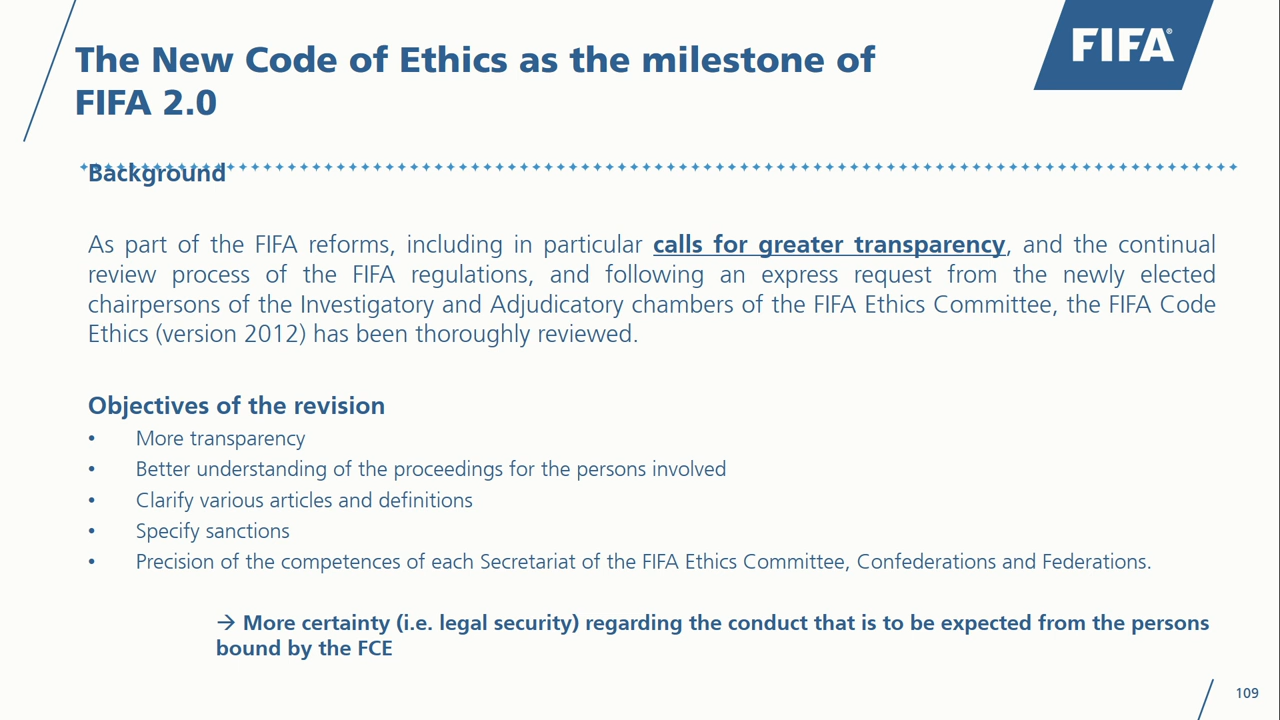 The New Code of Ethics as the milestone of
FIFA 2.0
FIFA®
Background
As part of the FIFA reforms, including in particular calls for greater transparency, and the continual
review process of the FIFA regulations, and following an express request from the newly elected
chairpersons of the Investigatory and Adjudicatory chambers of the FIFA Ethics Committee, the FIFA Code
Ethics (version 2012) has been thoroughly reviewed.
Objectives of the revision
• More transparency
• Better understanding of the proceedings for the persons involved
• Clarify various articles and definitions
• Specify sanctions
• Precision of the competences of each Secretariat of the FIFA Ethics Committee, Confederations and Federations.
→ More certainty (i.e. legal security) regarding the conduct that is to be expected from the persons
bound by the FCE
109